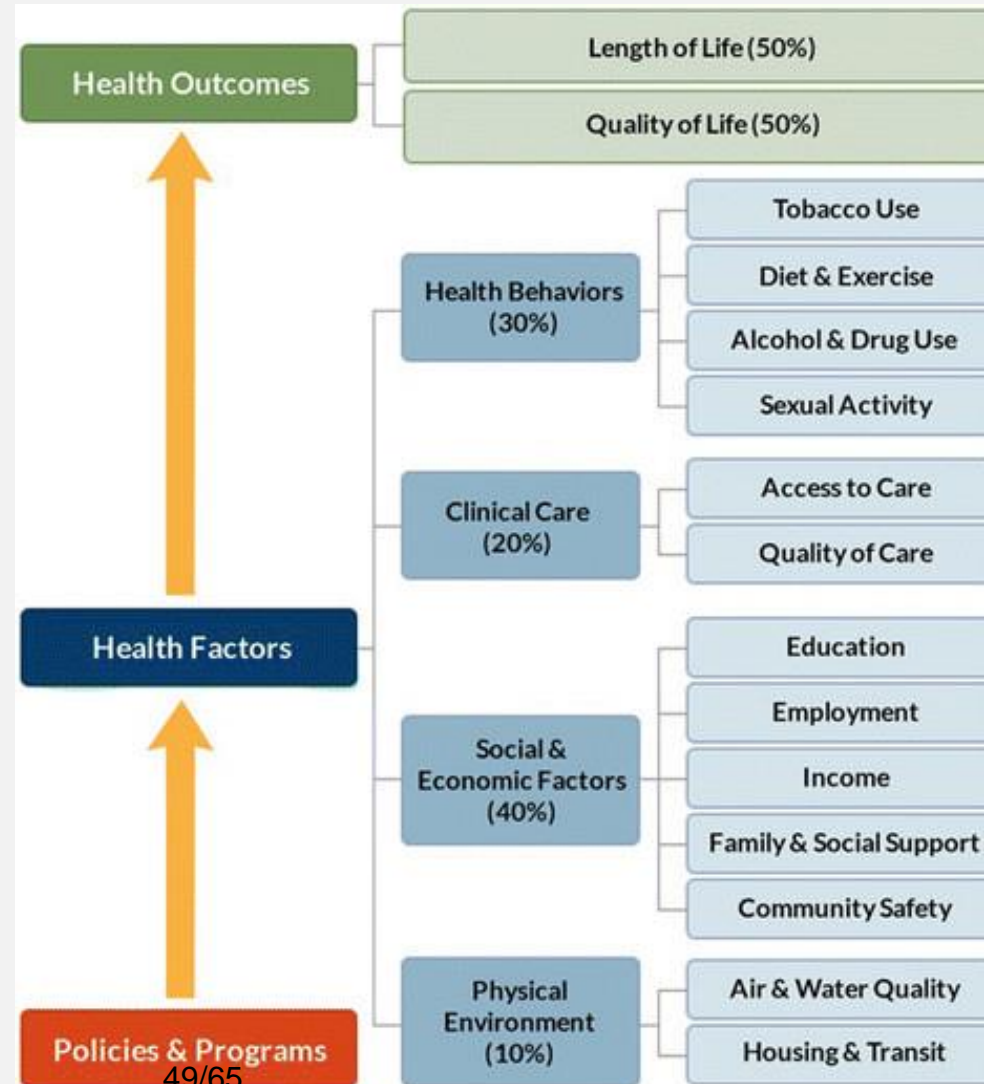 Health Outcomes
Length of Life (50%)
Quality of Life (50%)
Health Factors
Health Behaviors
(30%)
Tobacco Use
Diet & Exercise
Alcohol & Drug Use
Sexual Activity
Clinical Care
(20%)
Access to Care
Quality of Care
Social &
Economic Factors
(40%)
Education
Employment
Income
Family & Social Support
Community Safety
Physical
Environment
(10%)
Air & Water Quality
Housing & Transit
Policies & Programs
49/65